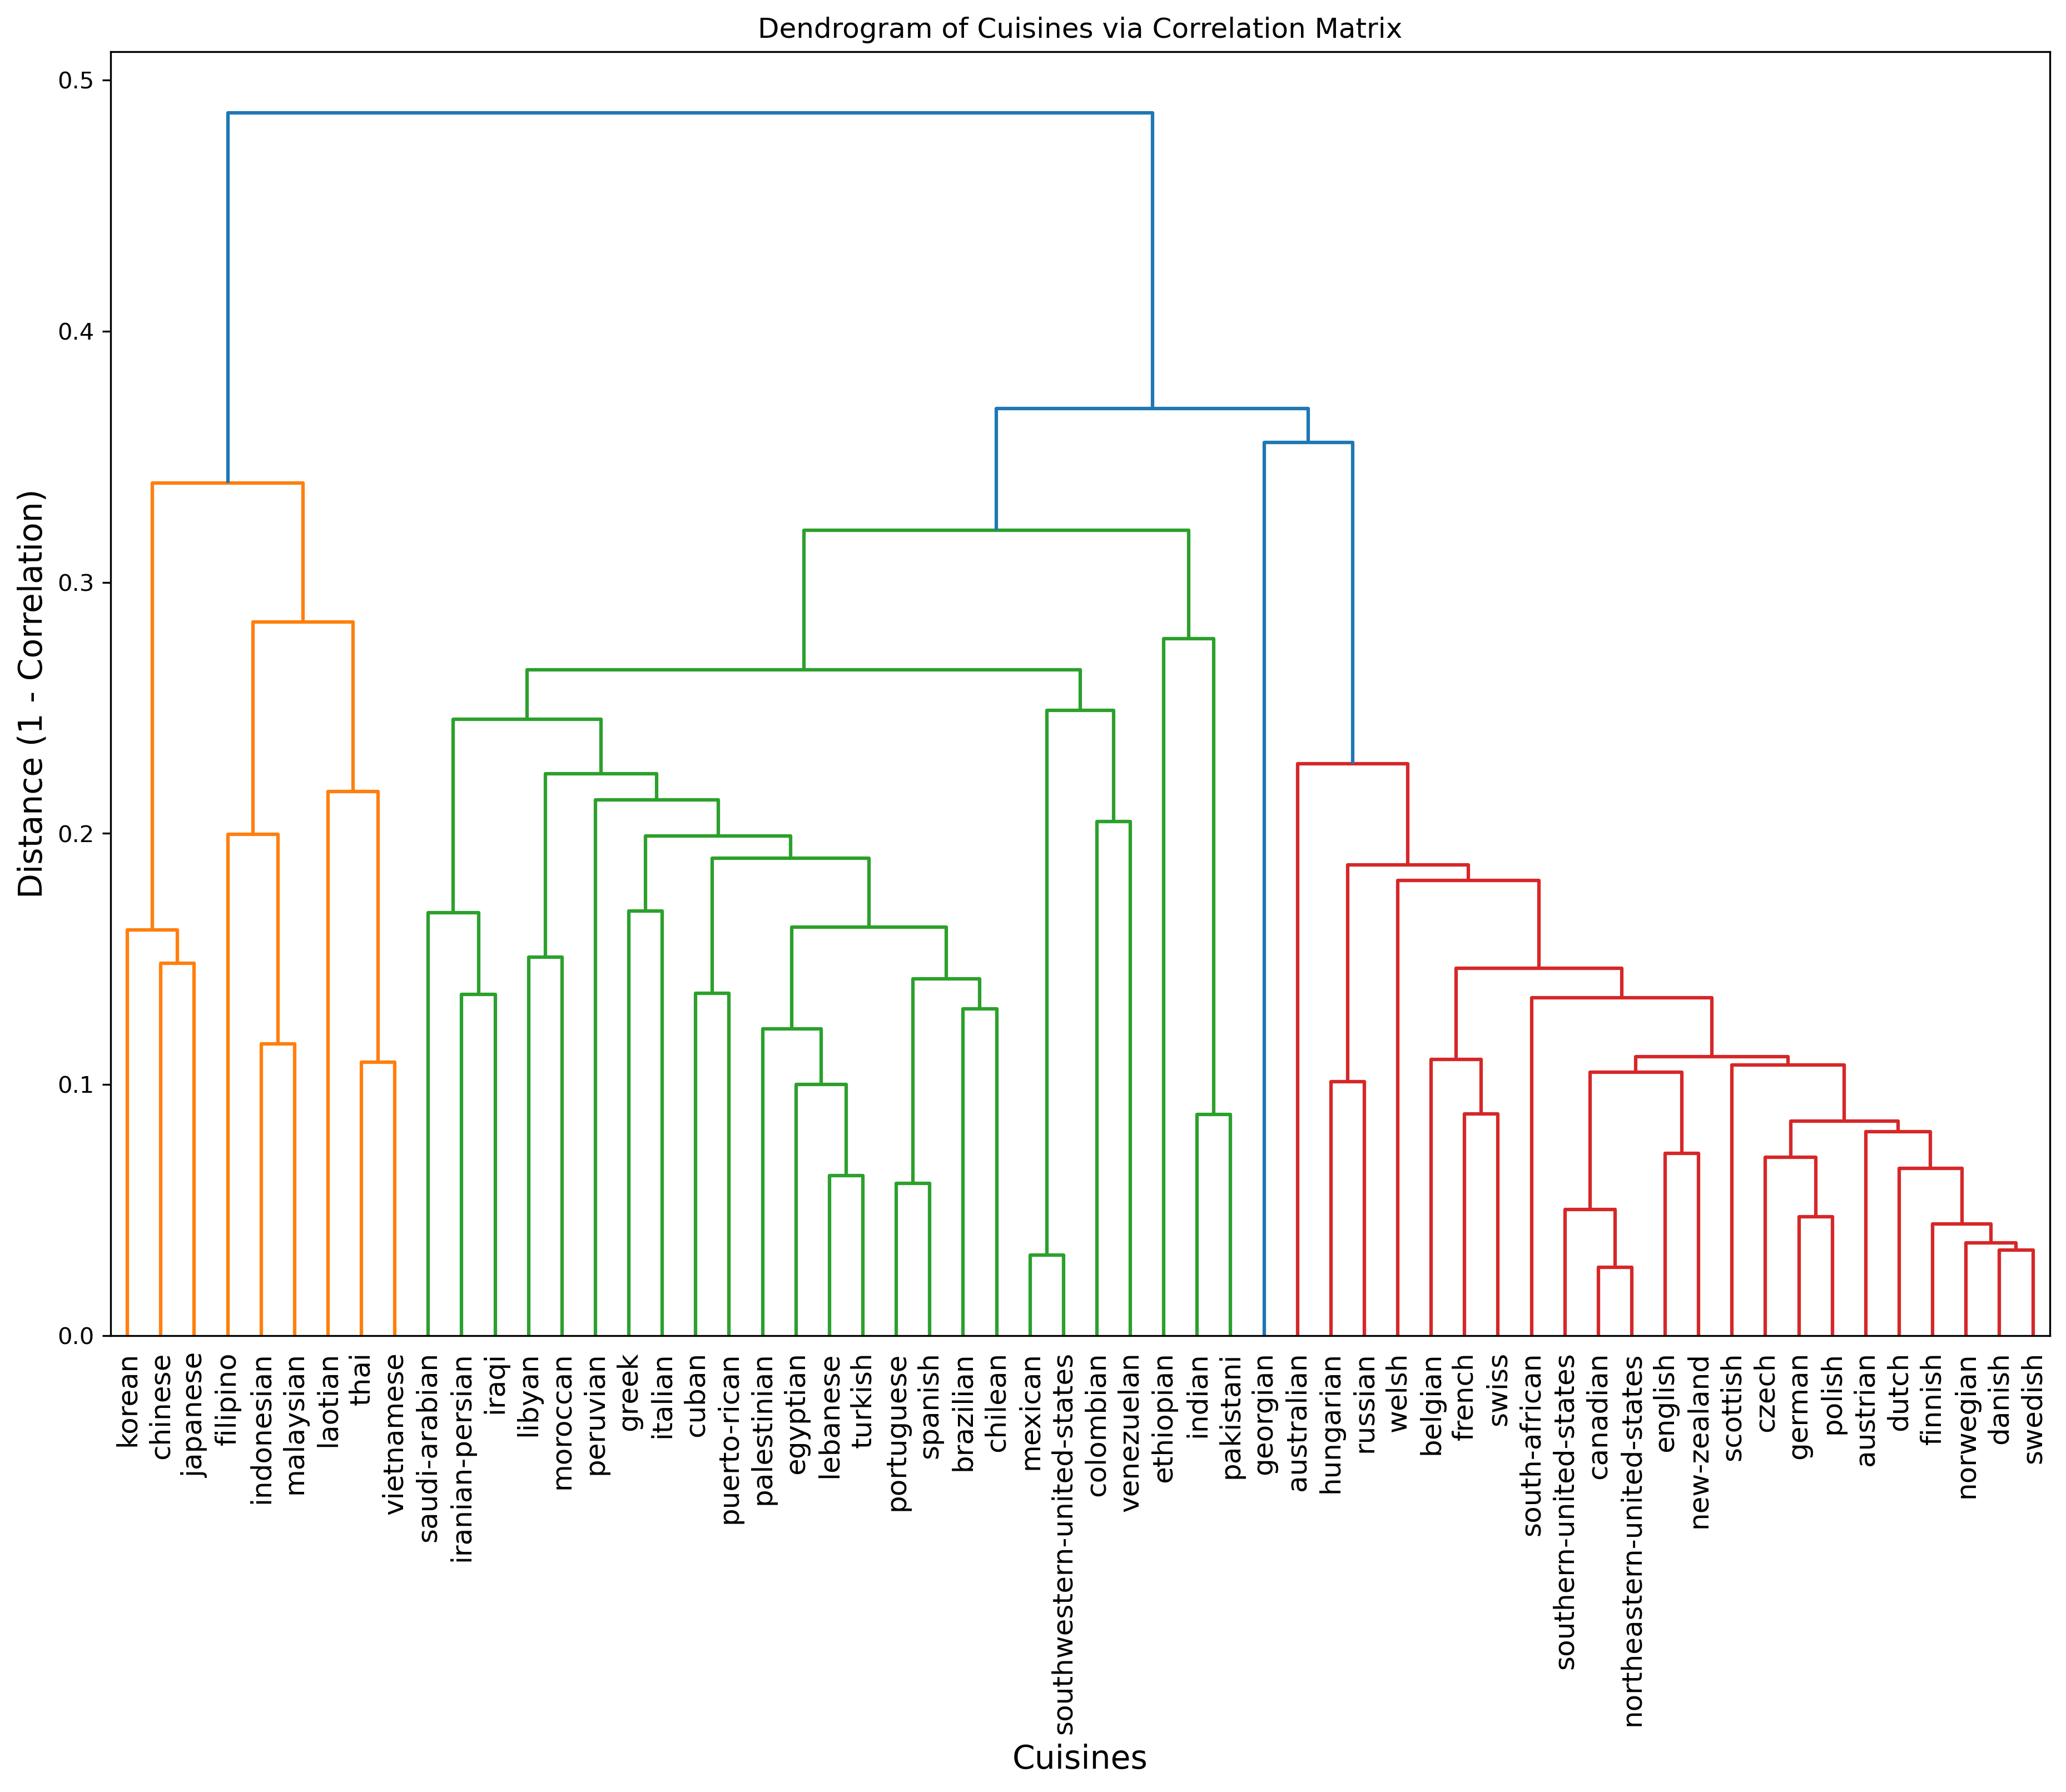 Dendrogram of Cuisines via Correlation Matrix
Distance (1 - Correlation)
0.5
0.4
0.3
0.2
0.1
0.0
korean
chinese
japanese
filipino
indonesian
malaysian
laotian
thai
vietnamese
saudi-arabian
iranian-persian
iraqi
libyan
moroccan
peruvian
greek
italian
cuban
puerto-rican
palestinian
egyptian
lebanese
turkish
portuguese
spanish
brazilian
chilean
mexican
southwestern-united-states
colombian
venezuelan
ethiopian
indian
pakistani
georgian
australian
hungarian
russian
welsh
belgian
french
swiss
south-african
southern-united-states
canadian
northeastern-united-states
english
new-zealand
scottish
czech
german
polish
austrian
dutch
finnish
norwegian
danish
swedish
Cuisines